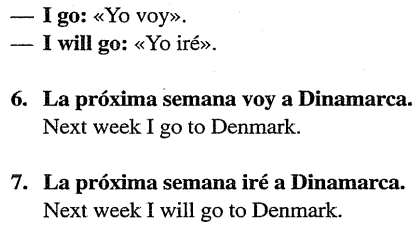 — I go: «Yo voy».
— I will go: «Yo iré».
6. La próxima semana voy a Dinamarca.
Next week I go to Denmark.
7. La próxima semana iré a Dinamarca.
Next week I will go to Denmark.